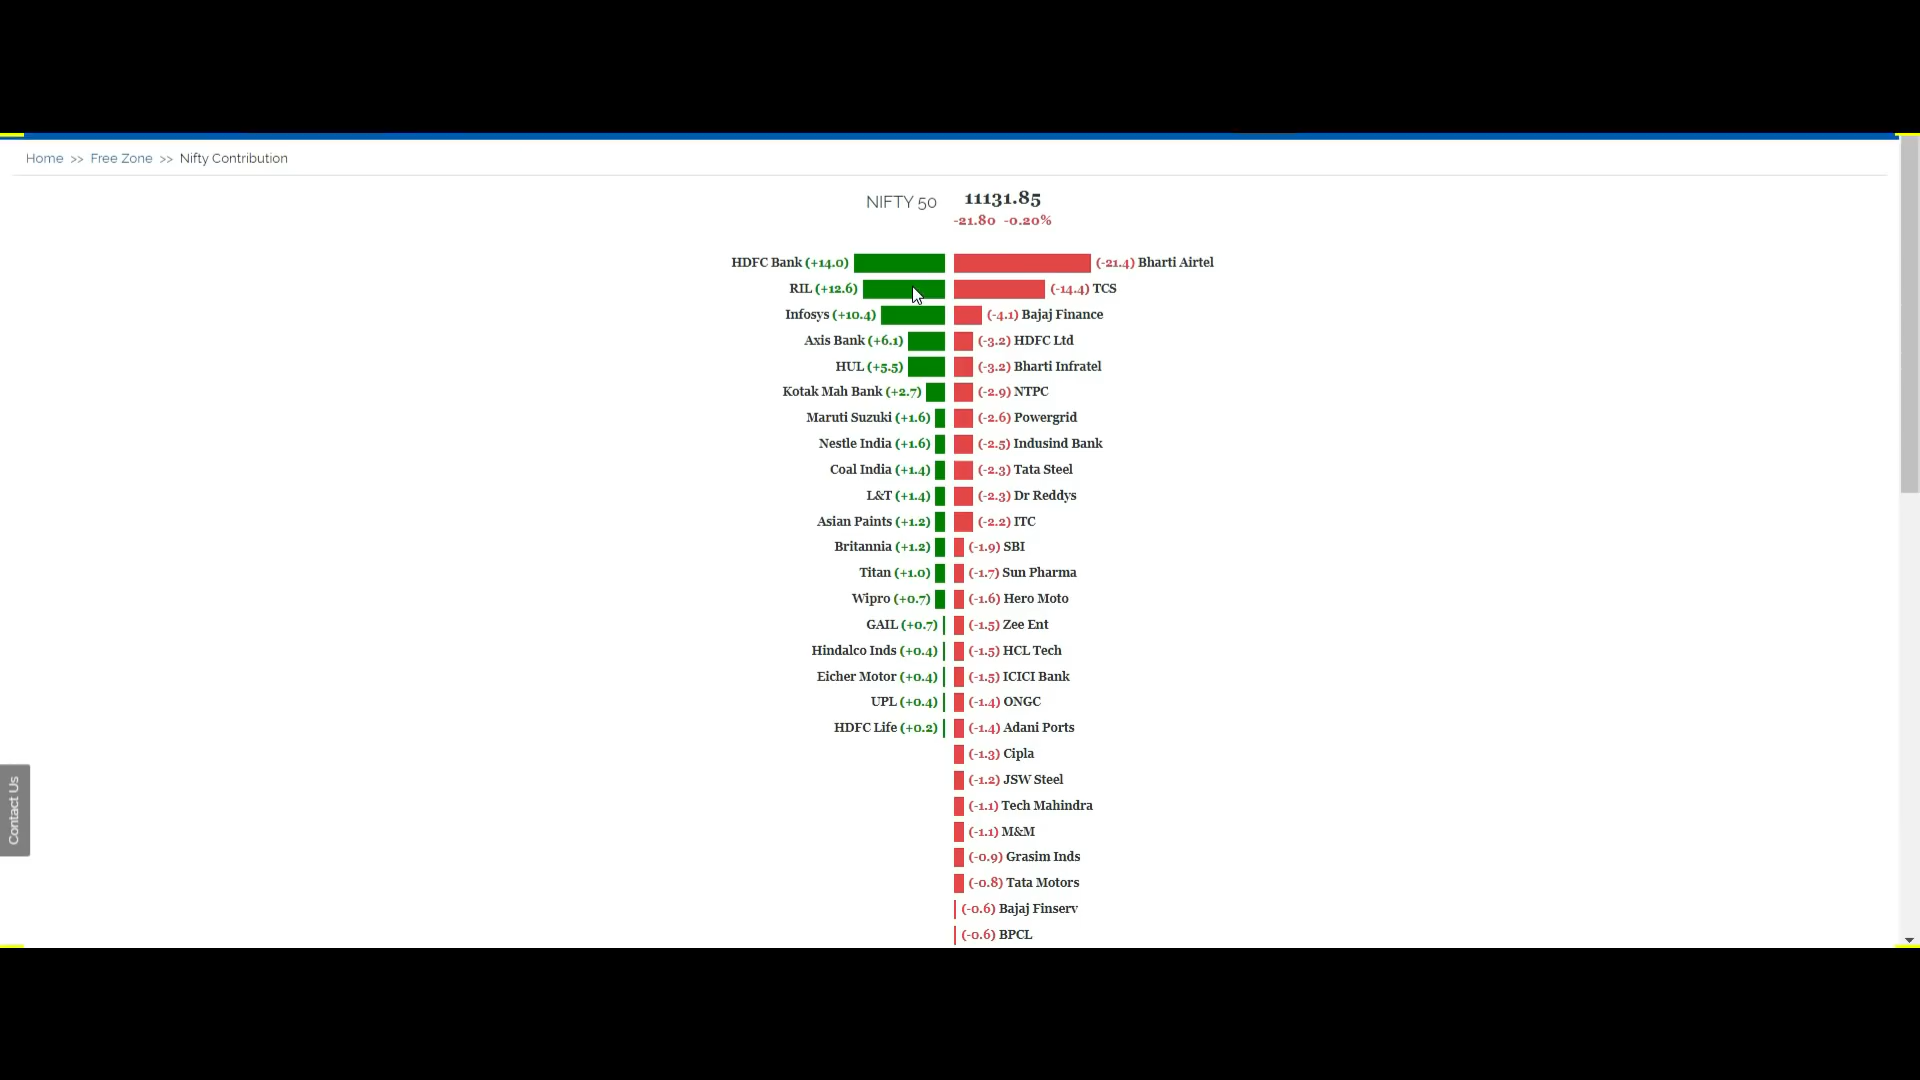 Home >> Free Zone >> Nifty Contribution
NIFTY 50 11131.85
-21.80 -0.20%
HDFC Bank (+14.0) (-21.4) Bharti Airtel
RIL (+12.6) (-14.4) TCS
Infosys (+10.4) (-4.1) Bajaj Finance
Axis Bank (+6.1) (-3.2) HDFC Ltd
HUL (+5.5) (-3.2) Bharti Infratel
Kotak Mah Bank (+2.7) (-2.9) NTPC
Maruti Suzuki (+1.6) (-2.6) Powergrid
Nestle India (+1.6) (-2.5) Indusind Bank
Coal India (+1.4) (-2.3) Tata Steel
L&T (+1.4) (-2.3) Dr Reddys
Asian Paints (+1.2) (-2.2) ITC
Britannia (+1.2) (-1.9) SBI
Titan (+1.0) (-1.7) Sun Pharma
Wipro (+0.7) (-1.6) Hero Moto
GAIL (+0.7) (-1.5) Zee Ent
Hindalco Inds (+0.4) (-1.5) HCL Tech
Eicher Motor (+0.4) (-1.5) ICICI Bank
UPL (+0.4) (-1.4) ONGC
HDFC Life (+0.2) (-1.4) Adani Ports
(-1.3) Cipla
(-1.2) JSW Steel
(-1.1) Tech Mahindra
(-1.1) M&M
(-0.9) Grasim Inds
(-0.8) Tata Motors
(-0.6) Bajaj Finserv
(-0.6) BPCL
Contact Us